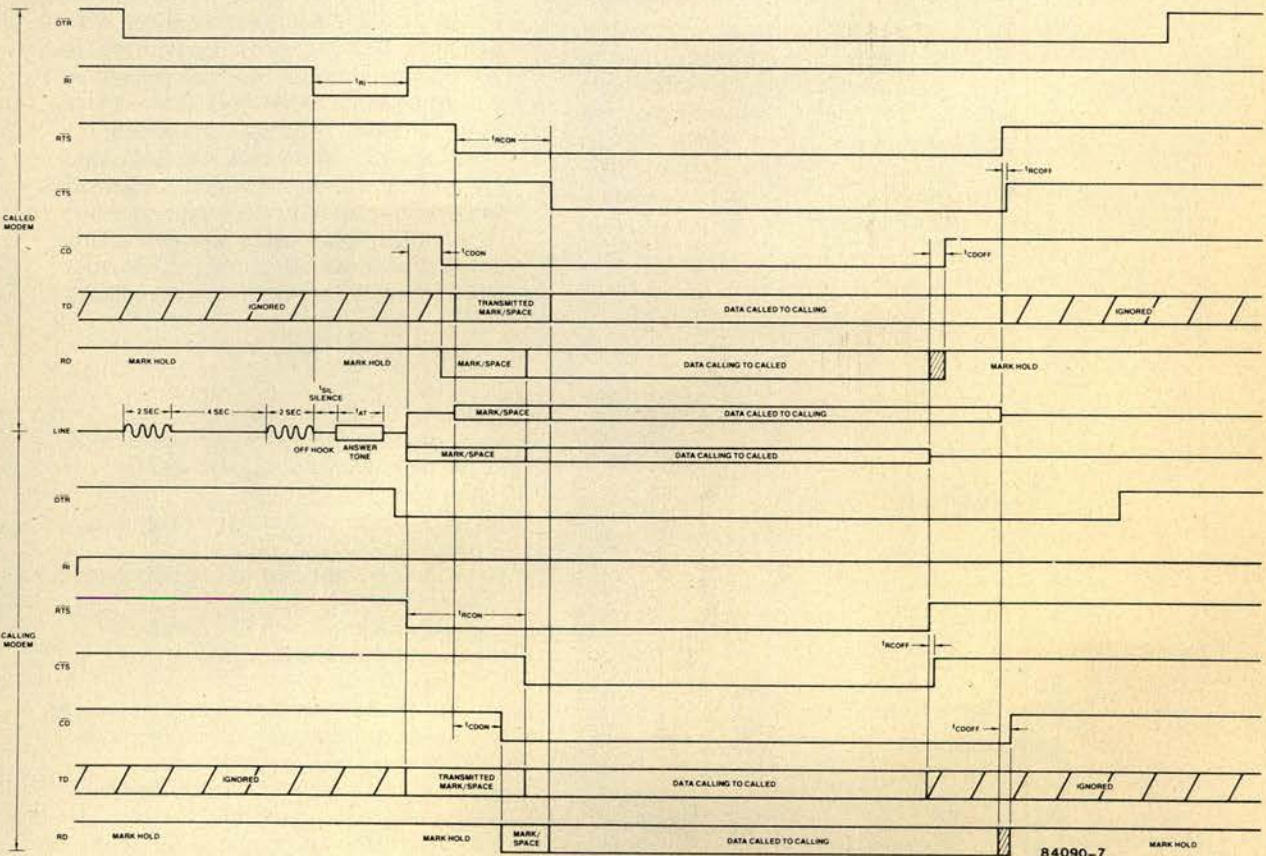 DTR
RI
tRI
RTS
tRCON
tRCOFF
CTS
CALLED
MODEM
CD
tCDON
tCDOFF
TD
IGNORED
TRANSMITTED
MARK/SPACE
DATA CALLED TO CALLING
IGNORED
RD
MARK HOLD
MARK HOLD
MARK/SPACE
DATA CALLING TO CALLED
MARK HOLD
tSIL
SILENCE
2 SEC
4 SEC
2 SEC
tAT
MARK/SPACE
DATA CALLED TO CALLING
LINE
OFF HOOK
ANSWER
TONE
MARK/SPACE
DATA CALLING TO CALLED
DTR
RI
RTS
tRCON
CALLING
MODEM
tRCOFF
CTS
CD
tCDON
tCDOFF
TD
IGNORED
TRANSMITTED
MARK/SPACE
DATA CALLING TO CALLED
IGNORED
RD
MARK HOLD
MARK HOLD
MARK/
SPACE
DATA CALLED TO CALLING
MARK HOLD
84090-7